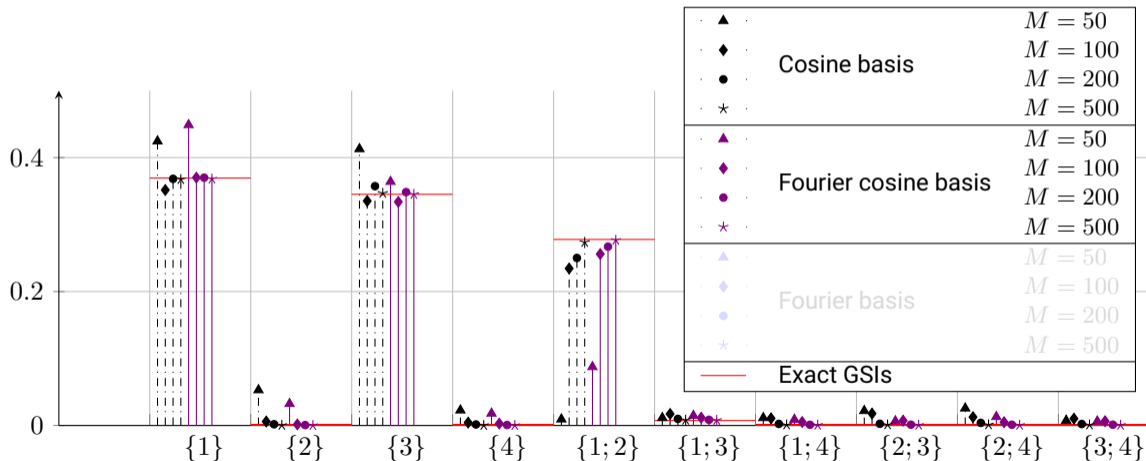 M = 50
Cosine basis M = 100
M = 200
M = 500
M = 50
Fourier cosine basis M = 100
M = 200
M = 500
M = 50
Fourier basis M = 100
M = 200
M = 500
Exact GSIs
0.4
0.2
0
{1} {2} {3} {4} {1; 2} {1; 3} {1; 4} {2; 3} {2; 4} {3; 4}